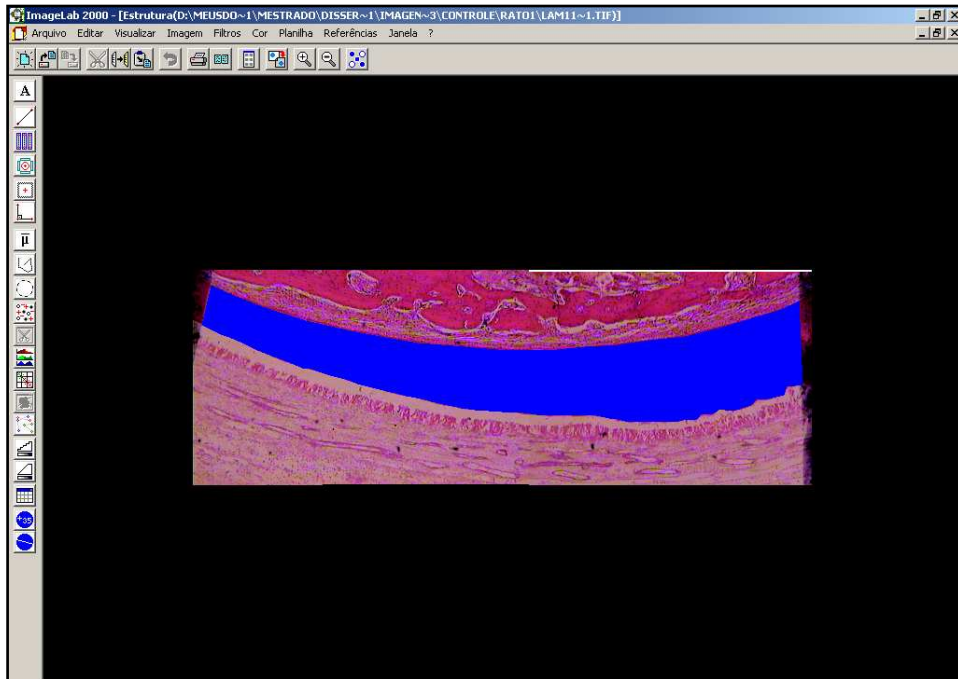 ImageLab 2000 - [Estrutura(D:\MEUSDO~1\MESTRADO\DISSER~1\IMAGEN~3\CONTROLE\RATO1\LAM11~1.TIF)]
Arquivo Editar Visualizar Imagem Filtros Cor Planilha Referências Janela ?
A
µ
+as